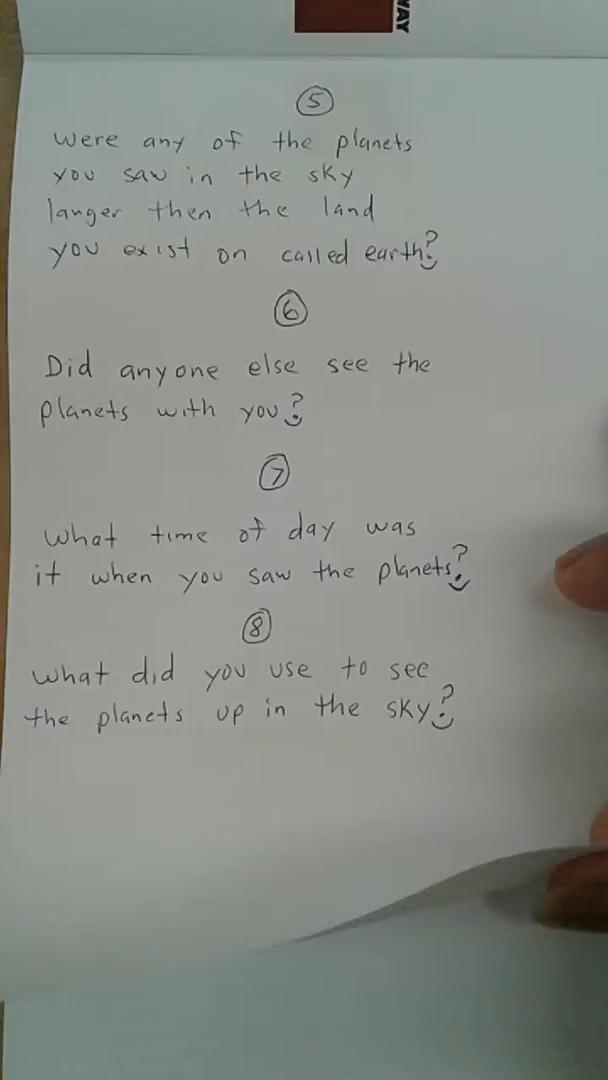 WAY
5
Were any of the planets
you saw in the sky
langer then the land
you exist on called earth?
6
Did anyone else see the
planets with you?
7
What time of day was
it when you saw the planets?
8
What did you use to see
the planets up in the sky?